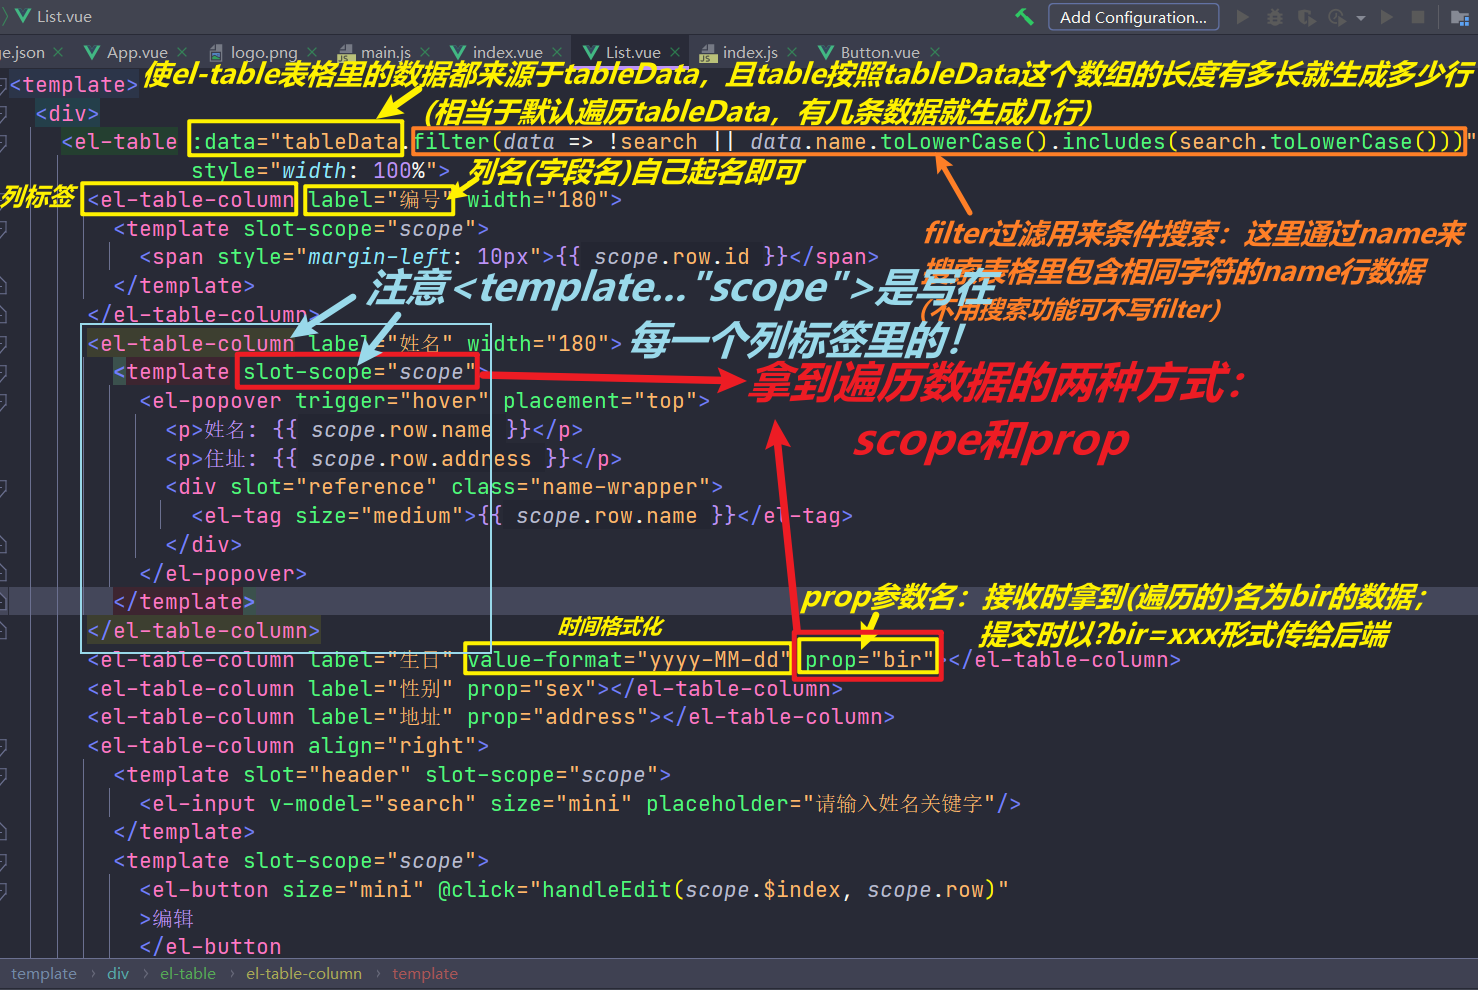 List.vue
Add Configuration...
ge.json
App.vue
logo.png
main.js
index.vue
List.vue
index.js
Button.vue
<template>
使el-table表格里的数据都来源于tableData，且table按照tableData这个数组的长度有多长就生成多少行
<div>
(相当于默认遍历tableData，有几条数据就生成几行)
<el-table :data="tableData.filter(data => !search || data.name.toLowerCase().includes(search.toLowerCase()))"
style="width: 100%">
列名(字段名)自己起名即可
列标签
<el-table-column label="编号" width="180">
<template slot-scope="scope">
filter过滤用来条件搜索：这里通过name来
<span style="margin-left: 10px">{{ scope.row.id }}</span>
搜索表格里包含相同字符的name行数据
</template>
注意<template..."scope">是写在
(不用搜索功能可不写filter)
</el-table-column>
<el-table-column label="姓名" width="180">
每一个列标签里的！
<template slot-scope="scope">
拿到遍历数据的两种方式：
<el-popover trigger="hover" placement="top">
<p>姓名: {{ scope.row.name }}</p>
scope和prop
<p>住址: {{ scope.row.address }}</p>
<div slot="reference" class="name-wrapper">
<el-tag size="medium">{{ scope.row.name }}</el-tag>
</div>
</el-popover>
</template>
prop参数名：接收时拿到(遍历的)名为bir的数据；
</el-table-column>
时间格式化
提交时以?bir=xxx形式传给后端
<el-table-column label="生日" value-format="yyyy-MM-dd" prop="bir"></el-table-column>
<el-table-column label="性别" prop="sex"></el-table-column>
<el-table-column label="地址" prop="address"></el-table-column>
<el-table-column align="right">
<template slot="header" slot-scope="scope">
<el-input v-model="search" size="mini" placeholder="请输入姓名关键字"/>
</template>
<template slot-scope="scope">
<el-button size="mini" @click="handleEdit(scope.$index, scope.row)"
>编辑
</el-button
template › div › el-table › el-table-column › template